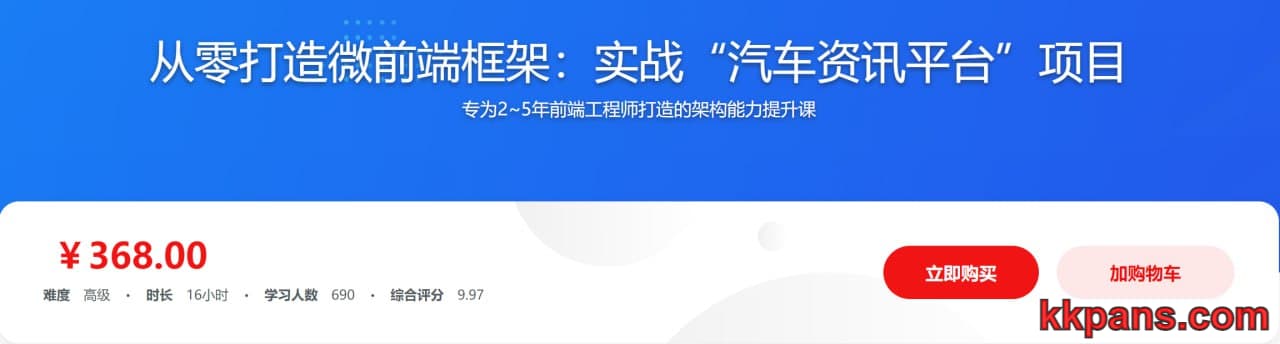 从零打造微前端框架：实战“汽车资讯平台”项目
专为2~5年前端工程师打造的架构能力提升课
￥368.00
难度 高级 · 时长 16小时 · 学习人数 690 · 综合评分 9.97
立即购买
加购物车
kkpans.com